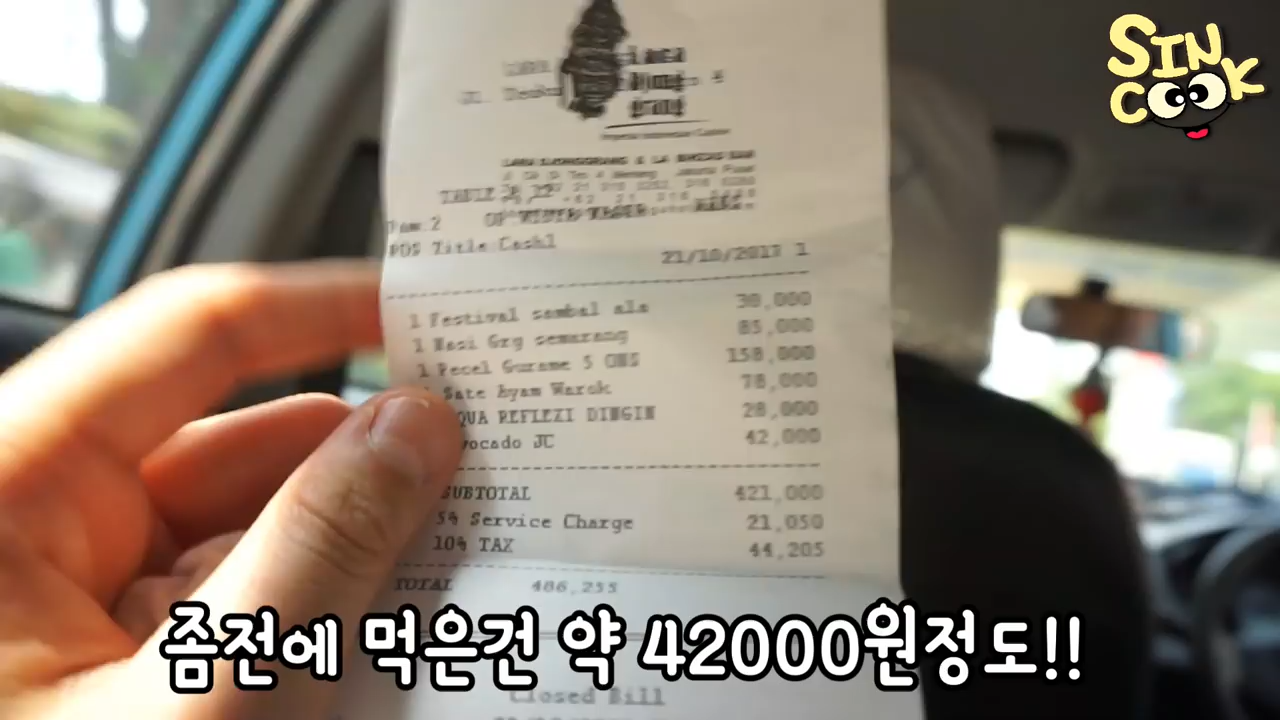 SIN
COOK
TABLE
Pam:2
POS Title:Cash1
21/10/2017 1
1 Festival sambal ala 30,000
1 Nasi Grg semarang 85,000
1 Pecel Gurame 5 ONS 158,000
Sate Ayam Warok 78,000
QUA REFLEZI DINGIN 28,000
vocado JC 42,000
SUBTOTAL 421,000
5% Service Charge 21,050
10% TAX 44,205
TOTAL 486,255
좀전에 먹은건 약 42000원정도!!
Closed Bill